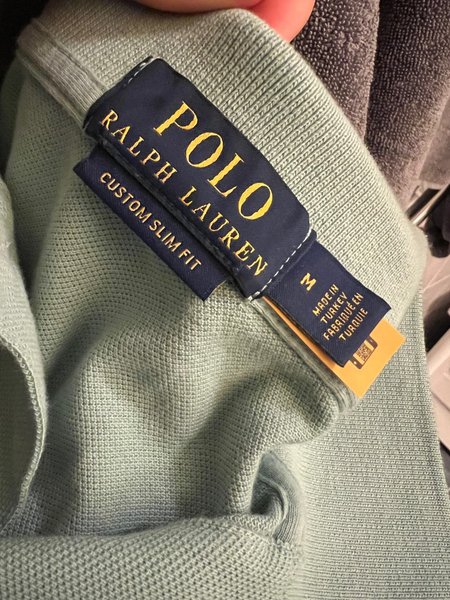 POLO
RALPH LAUREN
CUSTOM SLIM FIT
M
MADE IN
TURKEY
FABRIQUÉ EN
TURQUIE